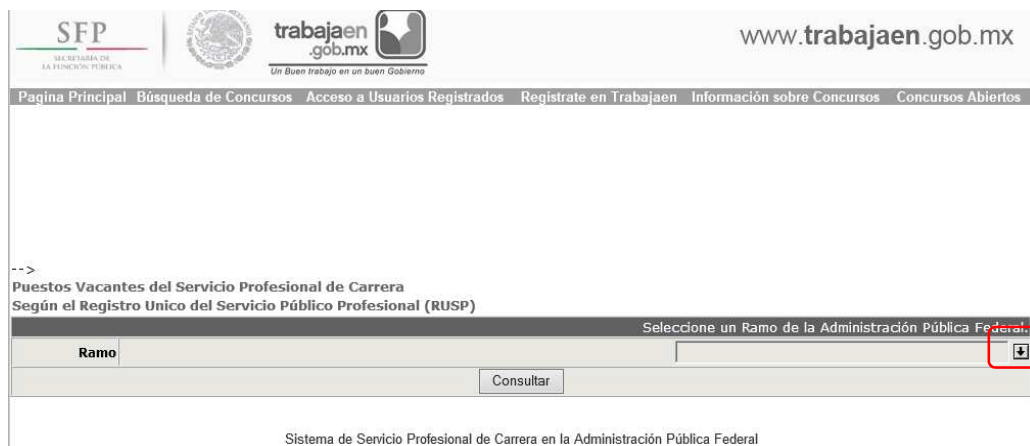 SFP
SECRETARÍA DE
LA FUNCIÓN PÚBLICA
trabajaen
.gob.mx
Un Buen trabajo en un buen Gobierno
www.trabajaen.gob.mx
Pagina Principal Búsqueda de Concursos Acceso a Usuarios Registrados Registrate en Trabajaen Información sobre Concursos Concursos Abiertos
-->
Puestos Vacantes del Servicio Profesional de Carrera
Según el Registro Unico del Servicio Público Profesional (RUSP)
Seleccione un Ramo de la Administración Pública Federal.
Ramo
Consultar
Sistema de Servicio Profesional de Carrera en la Administración Pública Federal